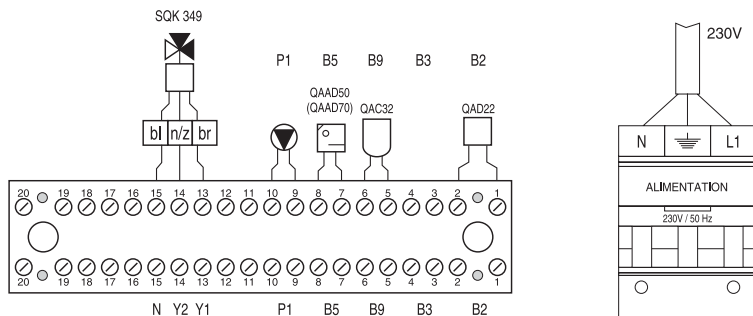 SQK 349
230V
P1 B5 B9 B3 B2
QAAD50
(QAAD70) QAC32 QAD22
bl n/z br
N L1
ALIMENTATION
230V / 50 Hz
20 19 18 17 16 15 14 13 12 11 10 9 8 7 6 5 4 3 2 1
20 19 18 17 16 15 14 13 12 11 10 9 8 7 6 5 4 3 2 1
N Y2 Y1 P1 B5 B9 B3 B2